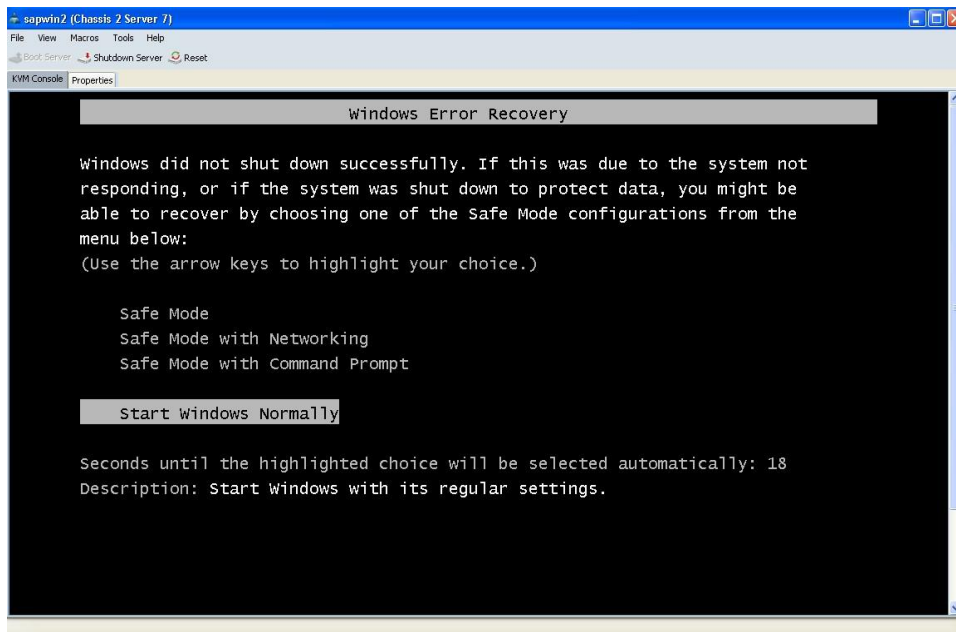 sapwin2 (Chassis 2 Server 7)
File View Macros Tools Help
Boot Server Shutdown Server Reset
KVM Console Properties
Windows Error Recovery
Windows did not shut down successfully. If this was due to the system not
responding, or if the system was shut down to protect data, you might be
able to recover by choosing one of the Safe Mode configurations from the
menu below:
(Use the arrow keys to highlight your choice.)
Safe Mode
Safe Mode with Networking
Safe Mode with Command Prompt
Start Windows Normally
Seconds until the highlighted choice will be selected automatically: 18
Description: Start Windows with its regular settings.